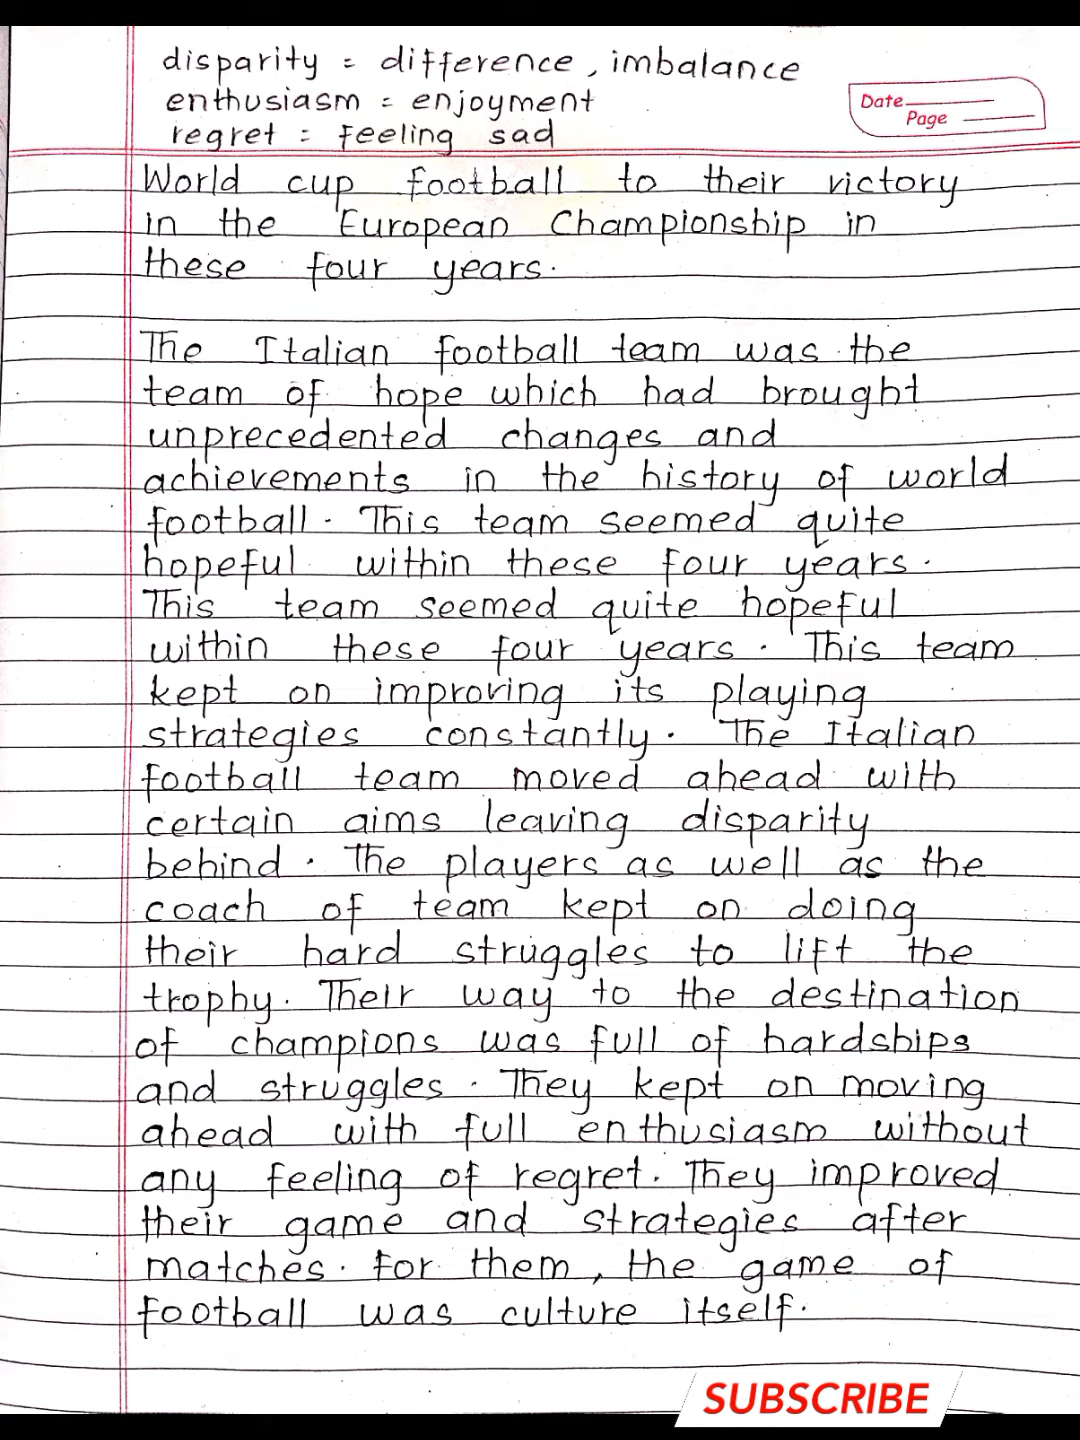 disparity = difference, imbalance
enthusiasm = enjoyment
regret = feeling sad
Date
Page
World cup football to their victory
in the European Championship in
these four years.
The Italian football team was the
team of hope which had brought
unprecedented changes and
achievements in the history of world
football. This team seemed quite
hopeful within these four years.
This team seemed quite hopeful
within these four years. This team
kept on improving its playing
strategies constantly. The Italian
football team moved ahead with
certain aims leaving disparity
behind. The players as well as the
coach of team kept on doing
their hard struggles to lift the
trophy. Their way to the destination
of champions was full of hardships
and struggles. They kept on moving
ahead with full enthusiasm without
any feeling of regret. They improved
their game and strategies after
matches. For them, the game of
football was culture itself.
SUBSCRIBE